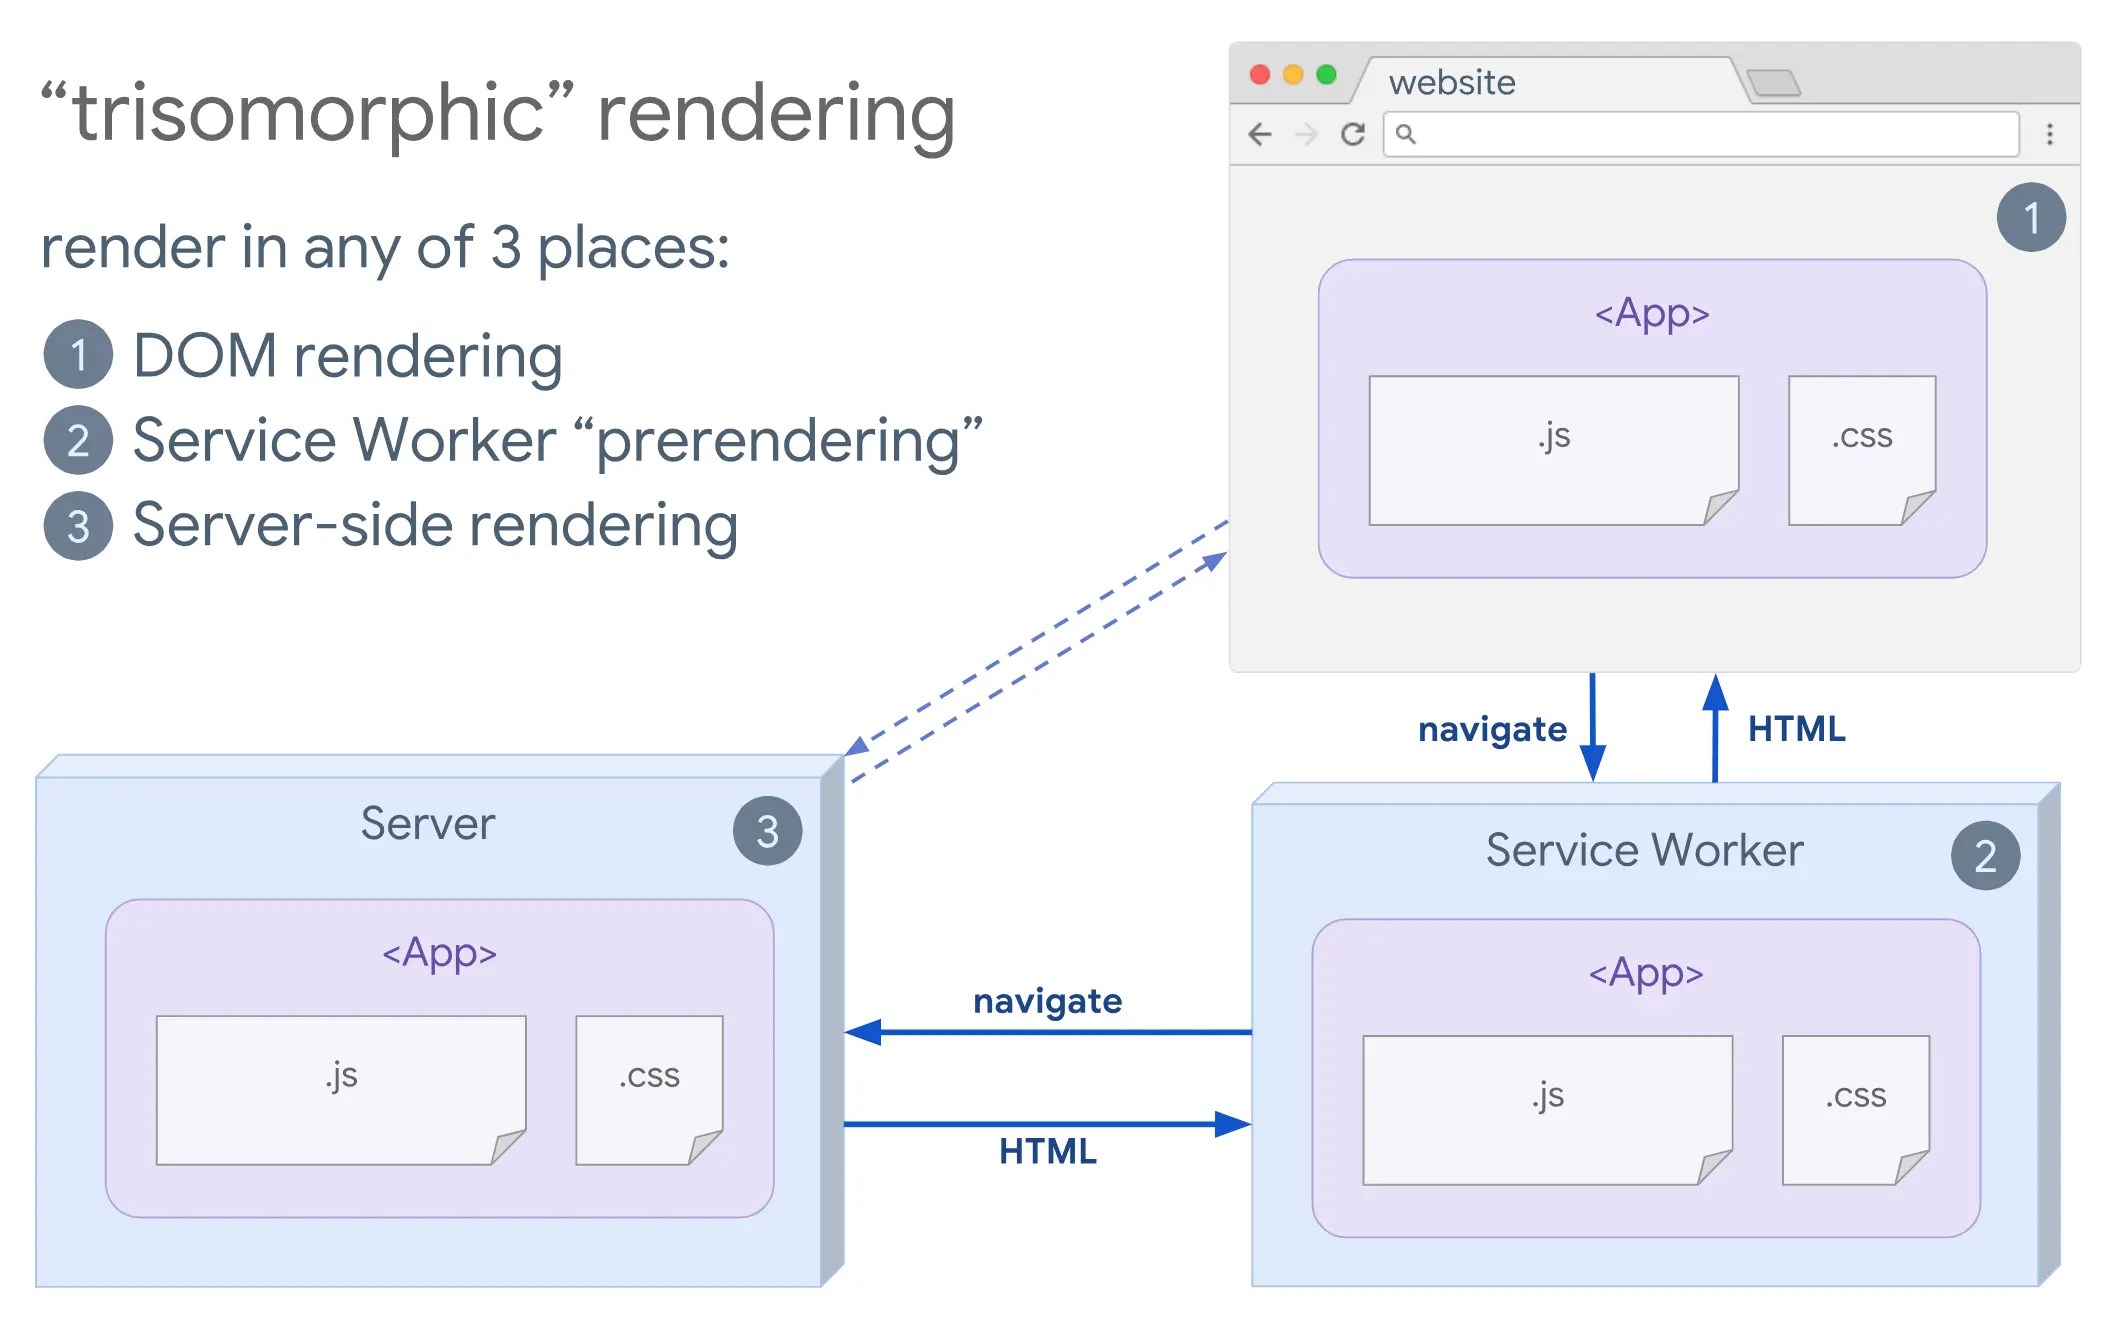 “trisomorphic” rendering
render in any of 3 places:
1 DOM rendering
2 Service Worker “prerendering”
3 Server-side rendering
website
1
<App>
.js
.css
navigate
HTML
Server
3
<App>
.js
.css
navigate
HTML
Service Worker
2
<App>
.js
.css